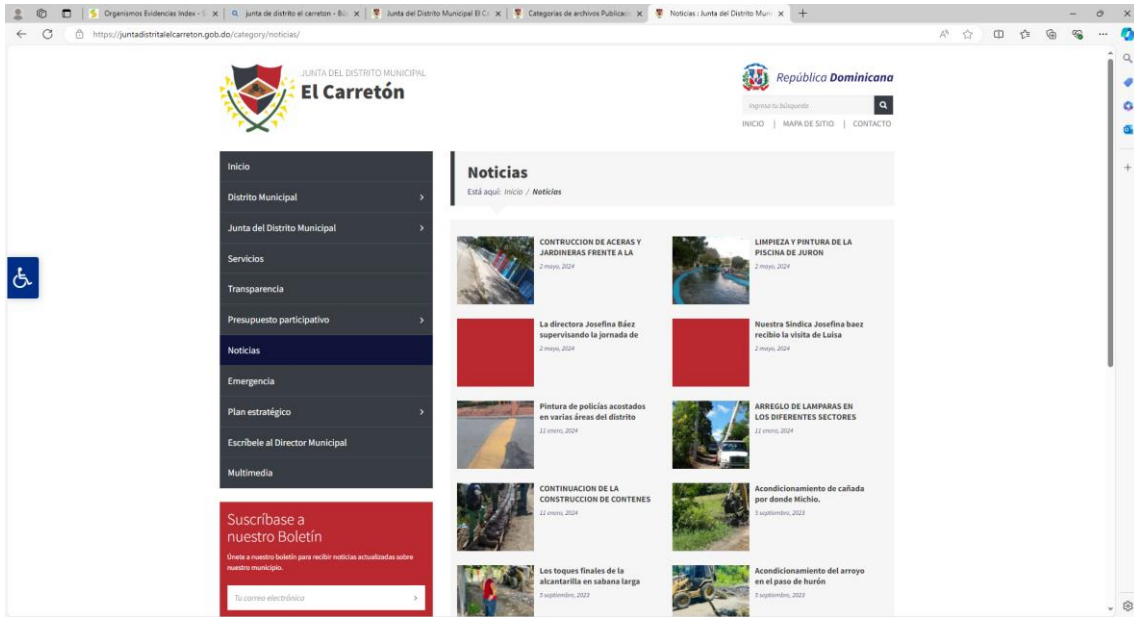 Organismos Evidencias Index - S
junta de distrito el carreton - Bú
Junta del Distrito Municipal El C
Categorías de archivos Publicac
Noticias : Junta del Distrito Muni
https://juntadistritalelcarreton.gob.do/category/noticias/
JUNTA DEL DISTRITO MUNICIPAL
El Carretón
República Dominicana
Ingresa tu búsqueda
INICIO | MAPA DE SITIO | CONTACTO
Inicio
Distrito Municipal
Junta del Distrito Municipal
Servicios
Transparencia
Presupuesto participativo
Noticias
Emergencia
Plan estratégico
Escríbele al Director Municipal
Multimedia
Suscríbase a
nuestro Boletín
Únete a nuestro boletín para recibir noticias actualizadas sobre
nuestro municipio.
Tu correo electrónico
Noticias
Está aquí: Inicio / Noticias
CONTRUCCION DE ACERAS Y
JARDINERAS FRENTE A LA
2 mayo, 2024
LIMPIEZA Y PINTURA DE LA
PISCINA DE JURON
2 mayo, 2024
La directora Josefina Báez
supervisando la jornada de
2 mayo, 2024
Nuestra Sindica Josefina baez
recibio la visita de Luisa
2 mayo, 2024
Pintura de policías acostados
en varias áreas del distrito
11 enero, 2024
ARREGLO DE LAMPARAS EN
LOS DIFERENTES SECTORES
11 enero, 2024
CONTINUACION DE LA
CONSTRUCCION DE CONTENES
11 enero, 2024
Acondicionamiento de cañada
por donde Michio.
5 septiembre, 2023
Los toques finales de la
alcantarilla en sabana larga
5 septiembre, 2023
Acondicionamiento del arroyo
en el paso de hurón
5 septiembre, 2023